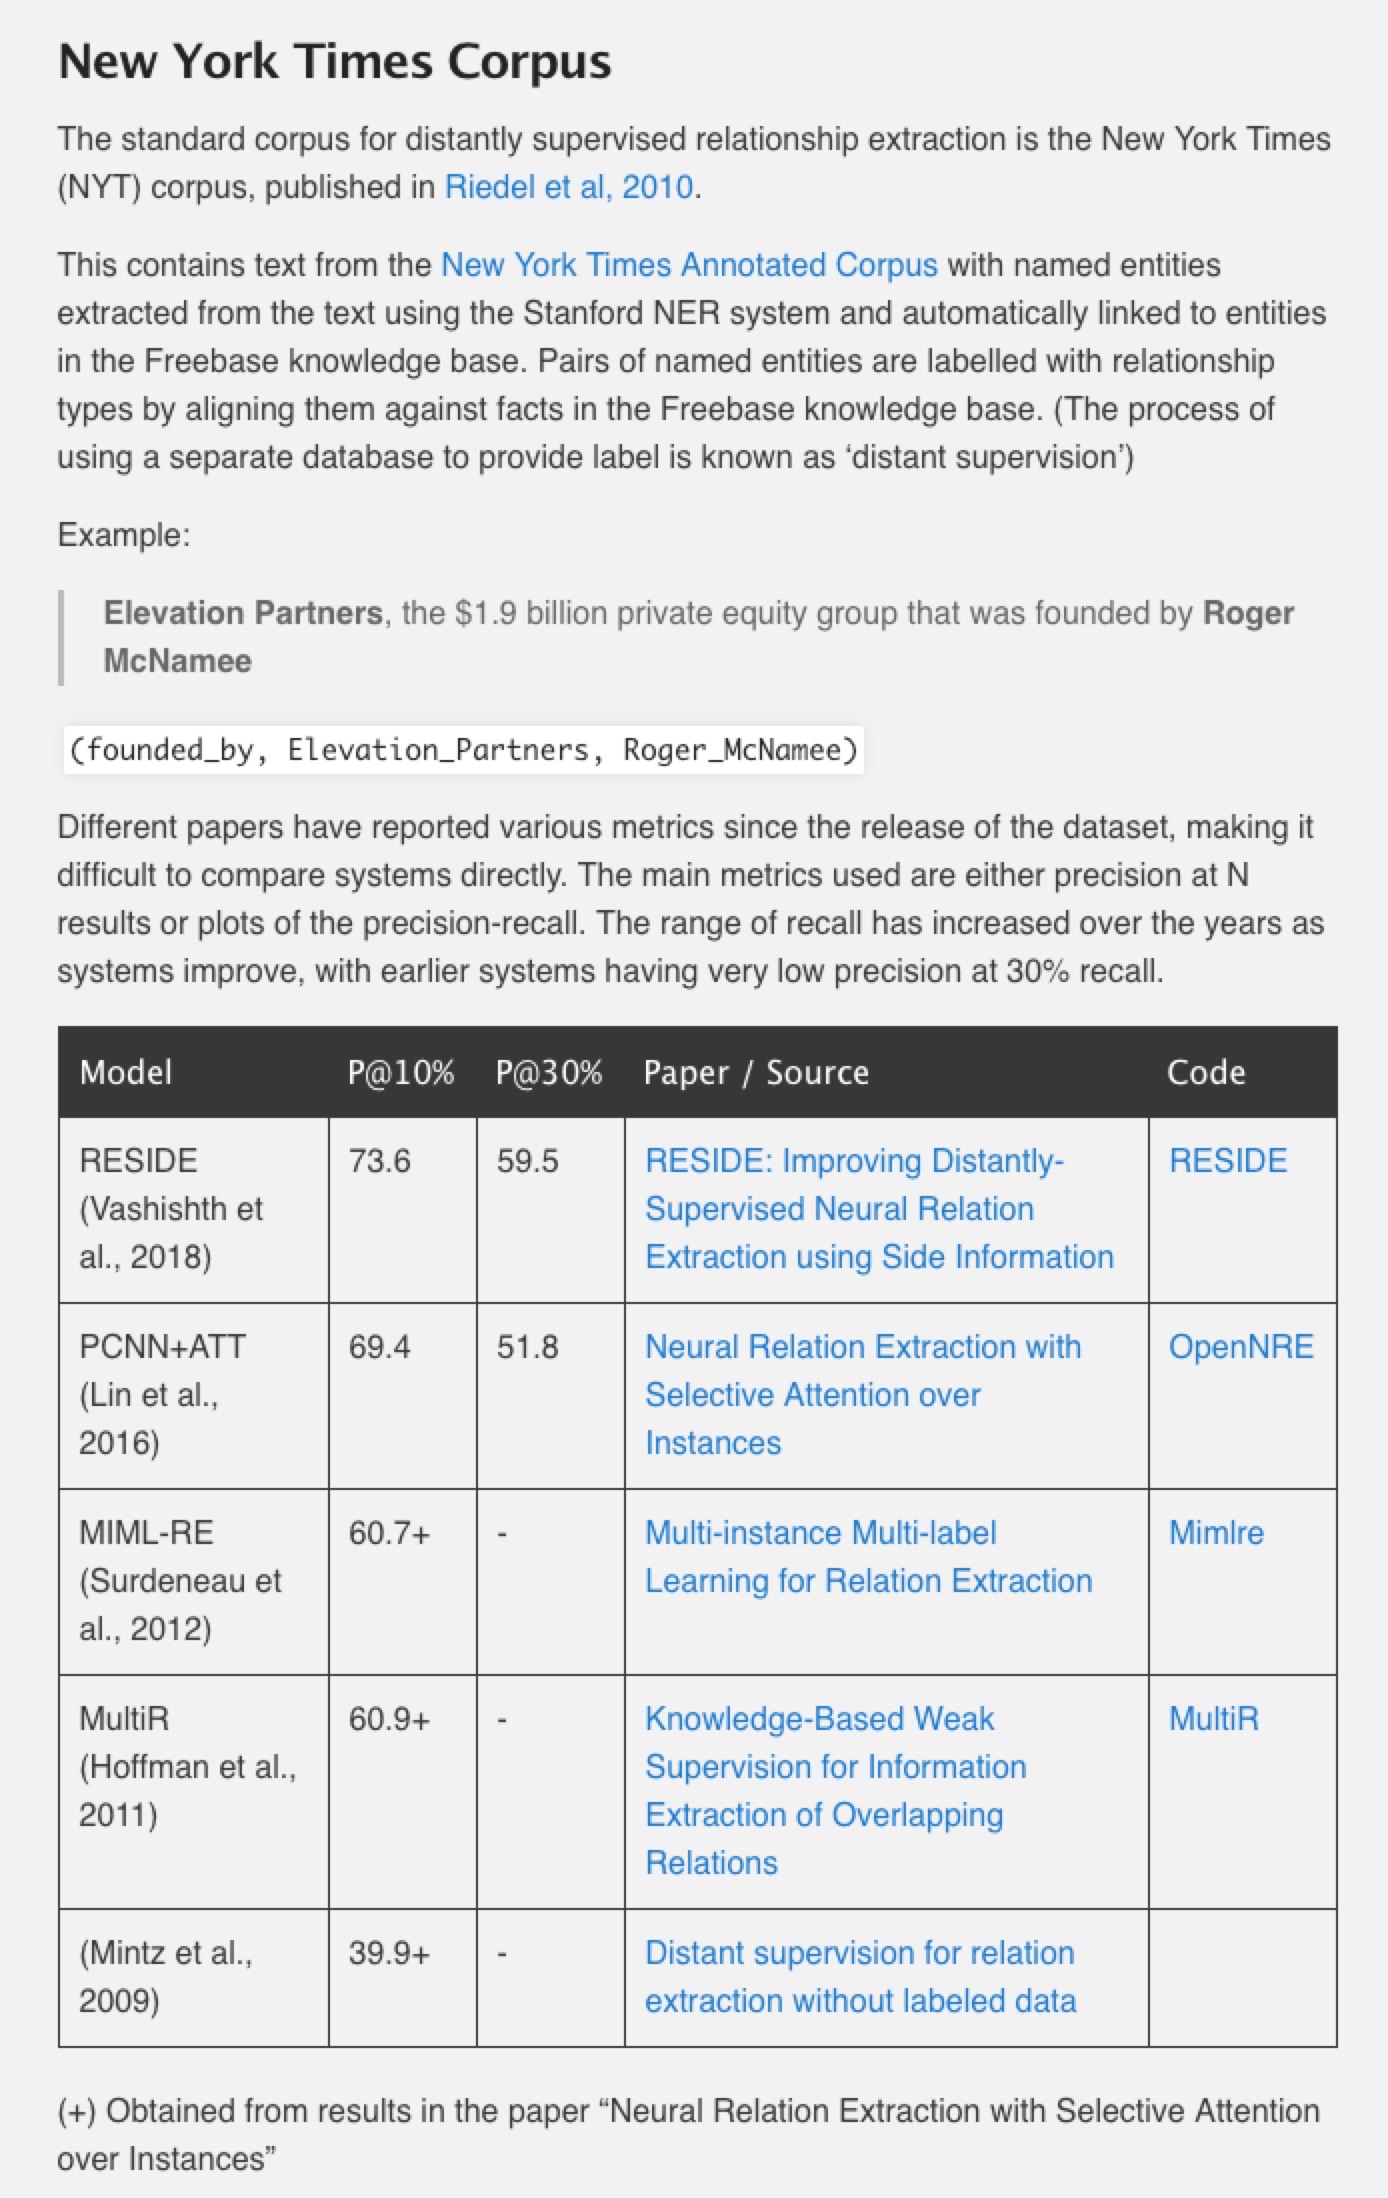 New York Times Corpus
The standard corpus for distantly supervised relationship extraction is the New York Times
(NYT) corpus, published in Riedel et al, 2010.
This contains text from the New York Times Annotated Corpus with named entities
extracted from the text using the Stanford NER system and automatically linked to entities
in the Freebase knowledge base. Pairs of named entities are labelled with relationship
types by aligning them against facts in the Freebase knowledge base. (The process of
using a separate database to provide label is known as ‘distant supervision’)
Example:
Elevation Partners, the $1.9 billion private equity group that was founded by Roger
McNamee
(founded_by, Elevation_Partners, Roger_McNamee)
Different papers have reported various metrics since the release of the dataset, making it
difficult to compare systems directly. The main metrics used are either precision at N
results or plots of the precision-recall. The range of recall has increased over the years as
systems improve, with earlier systems having very low precision at 30% recall.
Model P@10% P@30% Paper / Source Code
RESIDE 73.6 59.5 RESIDE: Improving Distantly- RESIDE
(Vashishth et Supervised Neural Relation
al., 2018) Extraction using Side Information
PCNN+ATT 69.4 51.8 Neural Relation Extraction with OpenNRE
(Lin et al., Selective Attention over
2016) Instances
MIML-RE 60.7+ - Multi-instance Multi-label Mimlre
(Surdeneau et Learning for Relation Extraction
al., 2012)
MultiR 60.9+ - Knowledge-Based Weak MultiR
(Hoffman et al., Supervision for Information
2011) Extraction of Overlapping
Relations
(Mintz et al., 39.9+ - Distant supervision for relation
2009) extraction without labeled data
(+) Obtained from results in the paper “Neural Relation Extraction with Selective Attention
over Instances”